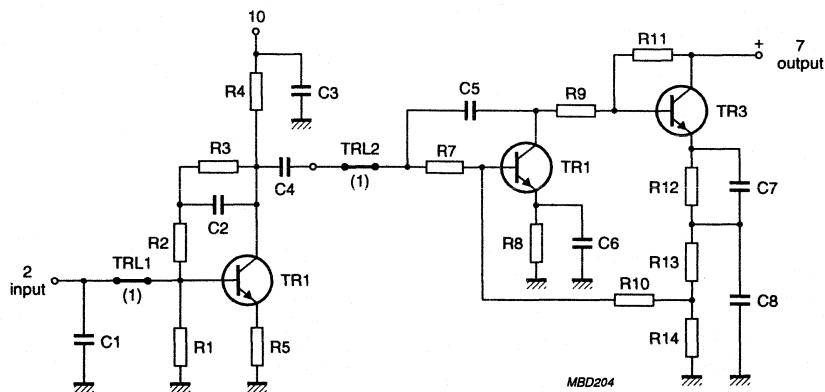 10
R4
C3
R3
C4
TRL2
(1)
C2
R2
2
input
TRL1
(1)
TR1
C1
R1
R5
C5
R7
R9
R11
+
7
output
TR3
TR1
R12
C7
R8
C6
R13
R10
C8
R14
MBD204